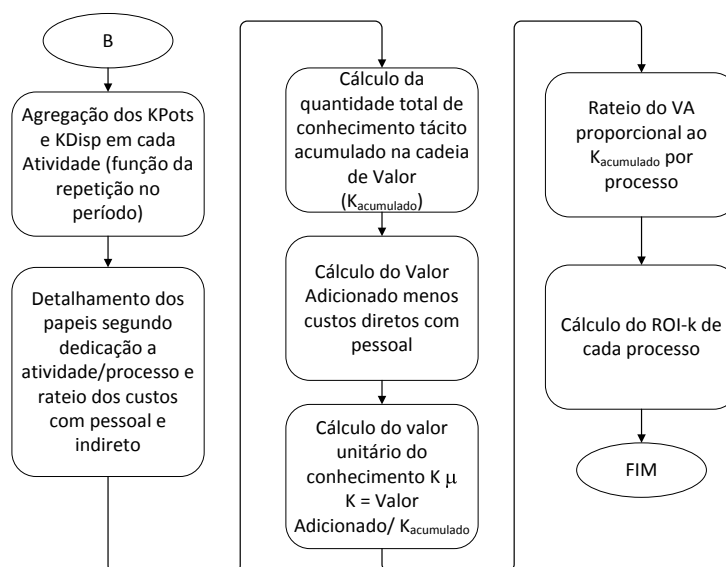 B
Agregação dos KPots
e KDisp em cada
Atividade (função da
repetição no
período)
Detalhamento dos
papeis segundo
dedicação a
atividade/processo e
rateio dos custos
com pessoal e
indireto
Cálculo da
quantidade total de
conhecimento tácito
acumulado na cadeia
de Valor
(Kacumulado)
Cálculo do Valor
Adicionado menos
custos diretos com
pessoal
Cálculo do valor
unitário do
conhecimento K μ
K = Valor
Adicionado/ Kacumulado
Rateio do VA
proporcional ao
Kacumulado por
processo
Cálculo do ROI-k de
cada processo
FIM